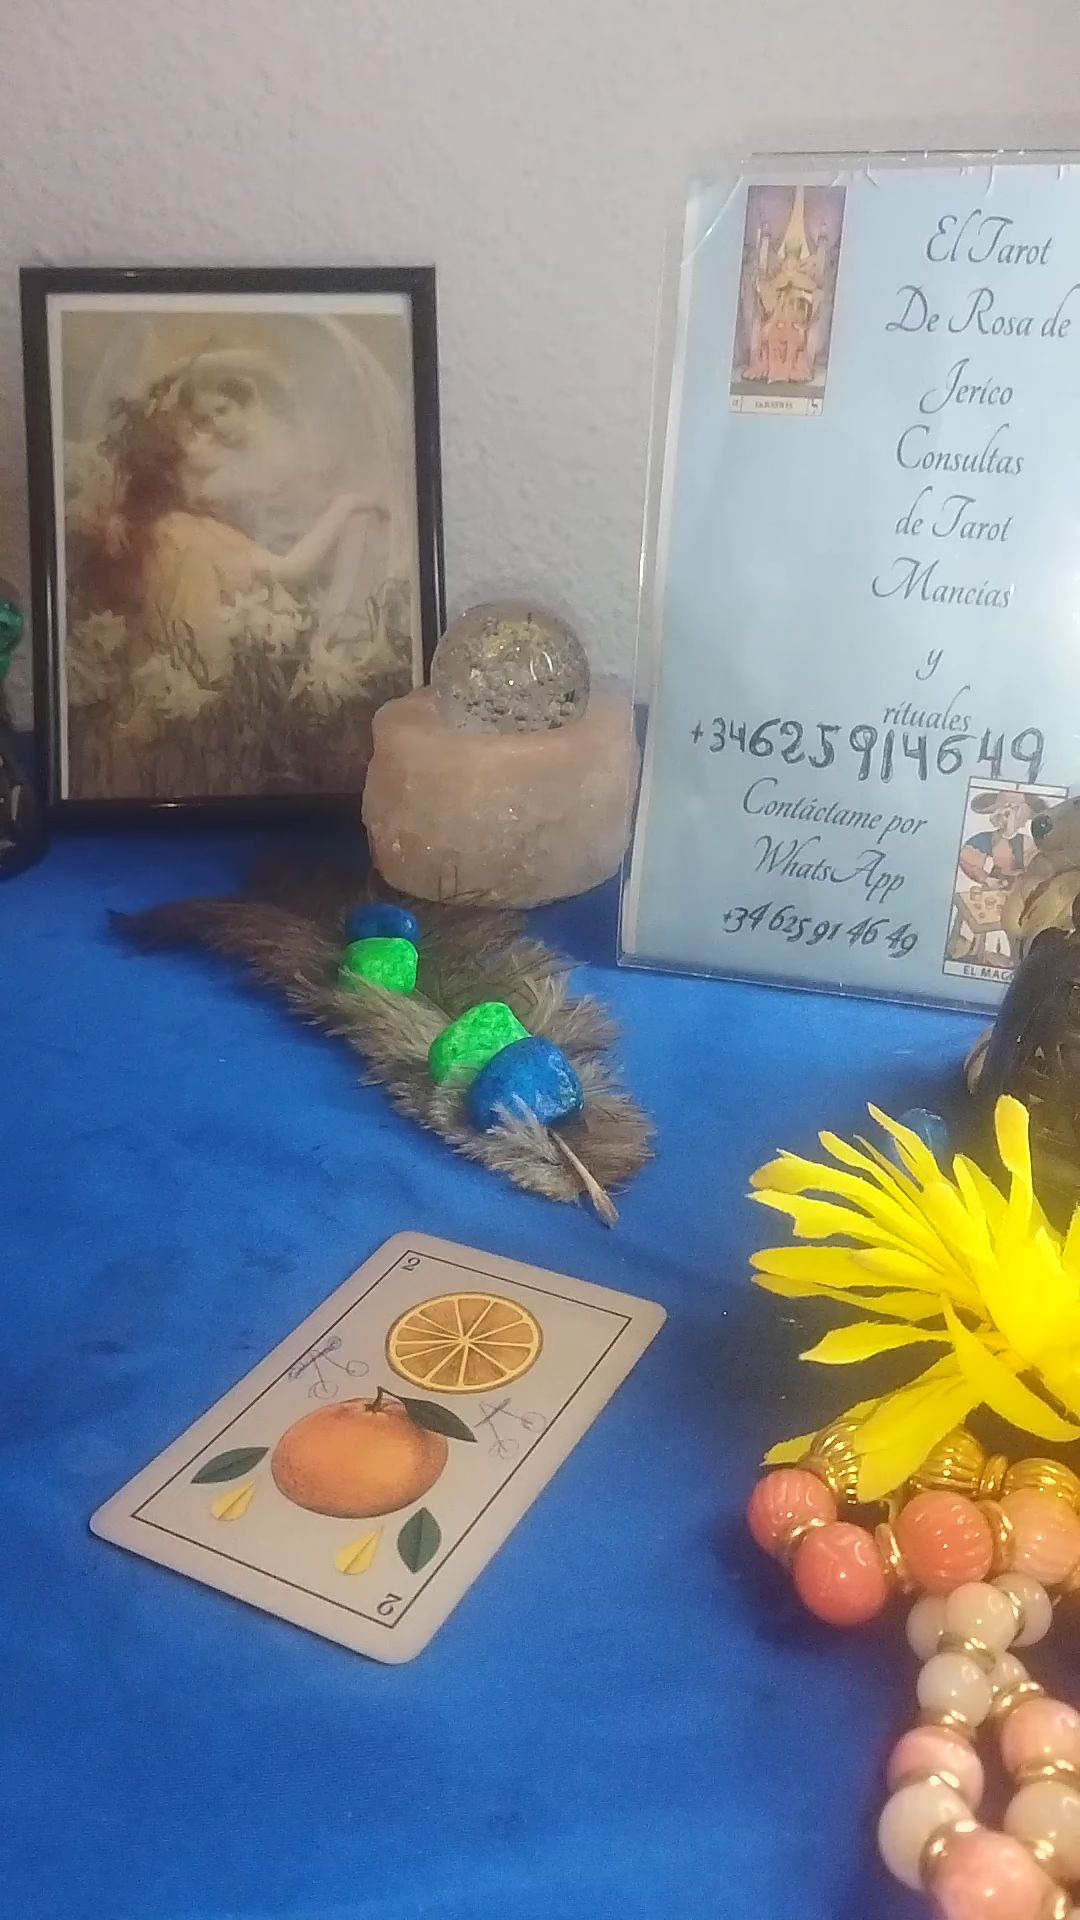 El Tarot
De Rosa de
Jerico
Consultas
de Tarot
Mancias
y
rituales
+34625914649
Contáctame por
WhatsApp
+34 625 91 46 49
EL MAG
2
2